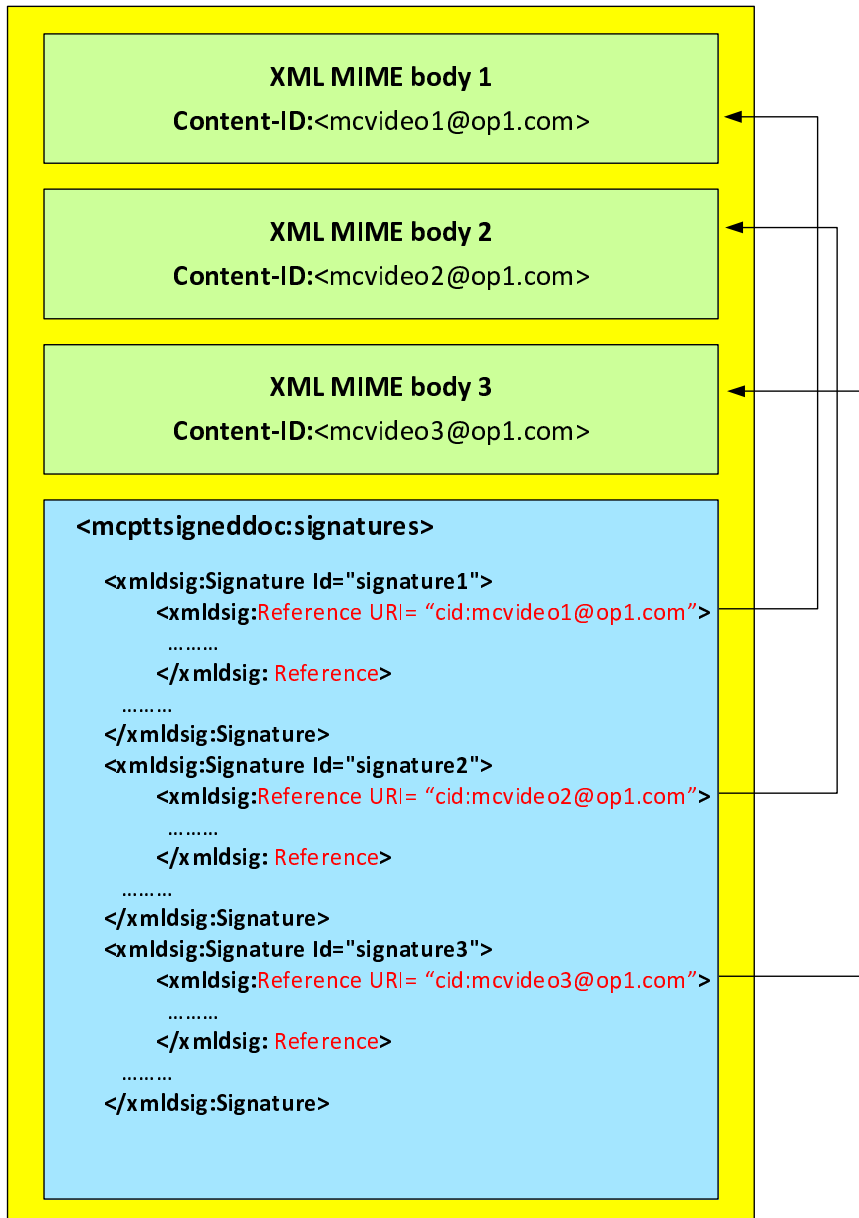 XML MIME body 1
Content-ID:<mcvideo1@op1.com>
XML MIME body 2
Content-ID:<mcvideo2@op1.com>
XML MIME body 3
Content-ID:<mcvideo3@op1.com>
<mcpttsigneddoc:signatures>
<xmldsig:Signature Id="signature1">
<xmldsig:Reference URI= “cid:mcvideo1@op1.com”>
………
</xmldsig: Reference>
………
</xmldsig:Signature>
<xmldsig:Signature Id="signature2">
<xmldsig:Reference URI= “cid:mcvideo2@op1.com”>
………
</xmldsig: Reference>
………
</xmldsig:Signature>
<xmldsig:Signature Id="signature3">
<xmldsig:Reference URI= “cid:mcvideo3@op1.com”>
………
</xmldsig: Reference>
………
</xmldsig:Signature>